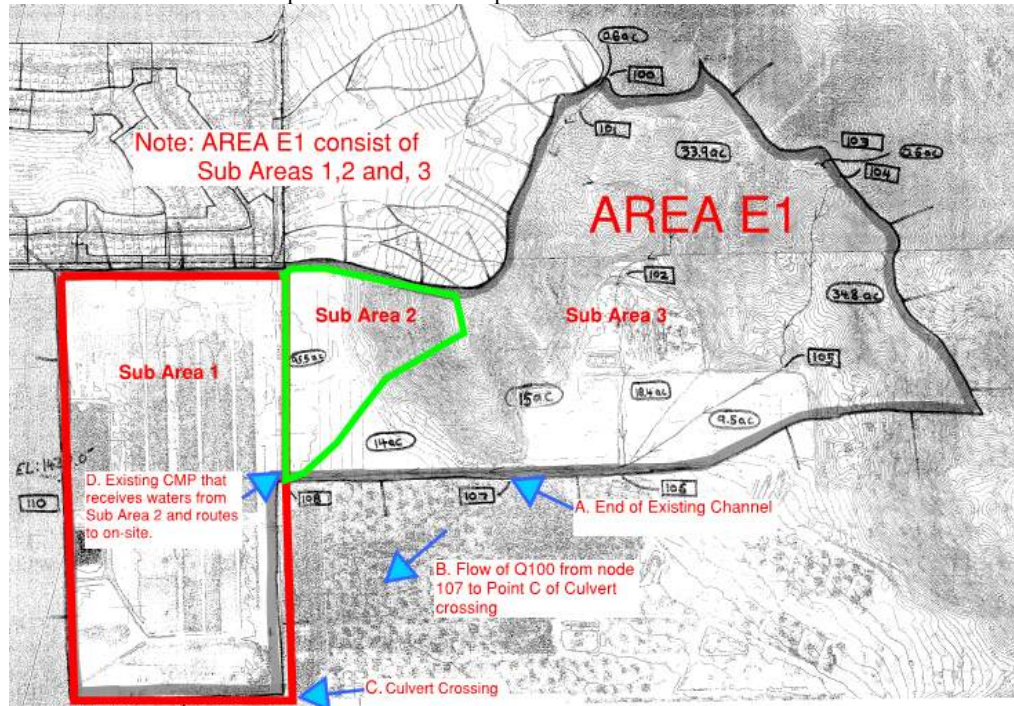 0.6ac
100
101
Note: AREA E1 consist of
Sub Areas 1,2 and, 3
33.9ac
103
0.6ac
104
AREA E1
102
34.8ac
Sub Area 2
Sub Area 3
105
Sub Area 1
15ac
18.4ac
9.5ac
14ac
D. Existing CMP that
receives waters from
Sub Area 2 and routes
to on-site.
110
108
107
106
A. End of Existing Channel
B. Flow of Q100 from node
107 to Point C of Culvert
crossing
C. Culvert Crossing